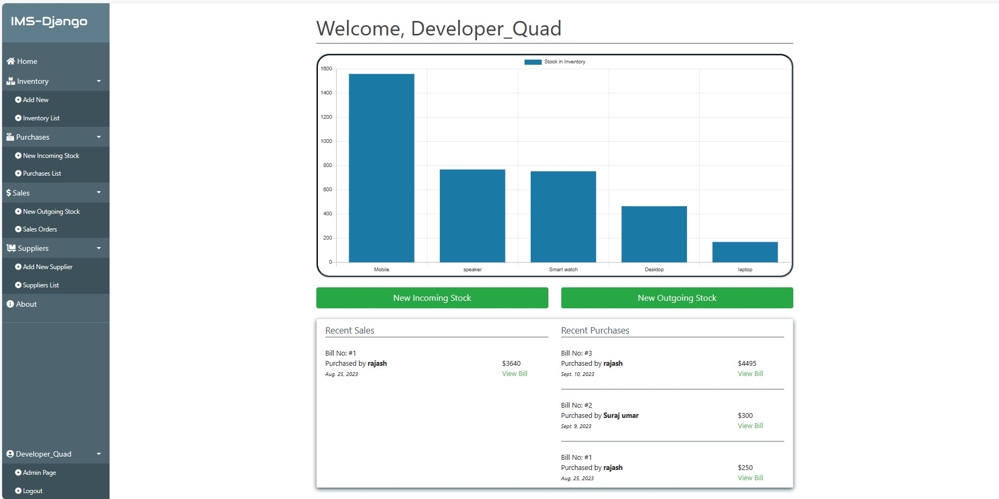 IMS-Django
Home
Inventory
Add New
Inventory List
Purchases
New Incoming Stock
Purchases List
$ Sales
New Outgoing Stock
Sales Orders
Suppliers
Add New Supplier
Suppliers List
About
Developer_Quad
Admin Page
Logout
Welcome, Developer_Quad
Stock in Inventory
1600
1400
1200
1000
800
600
400
200
0
Mobile speaker Smart watch Desktop laptop
New Incoming Stock New Outgoing Stock
Recent Sales
Bill No: #1
Purchased by rajash $3640
Aug. 25, 2023 View Bill
Recent Purchases
Bill No: #3
Purchased by rajash $4495
Sept. 10, 2023 View Bill
Bill No: #2
Purchased by Suraj umar $300
Sept. 9, 2023 View Bill
Bill No: #1
Purchased by rajash $250
Aug. 25, 2023 View Bill